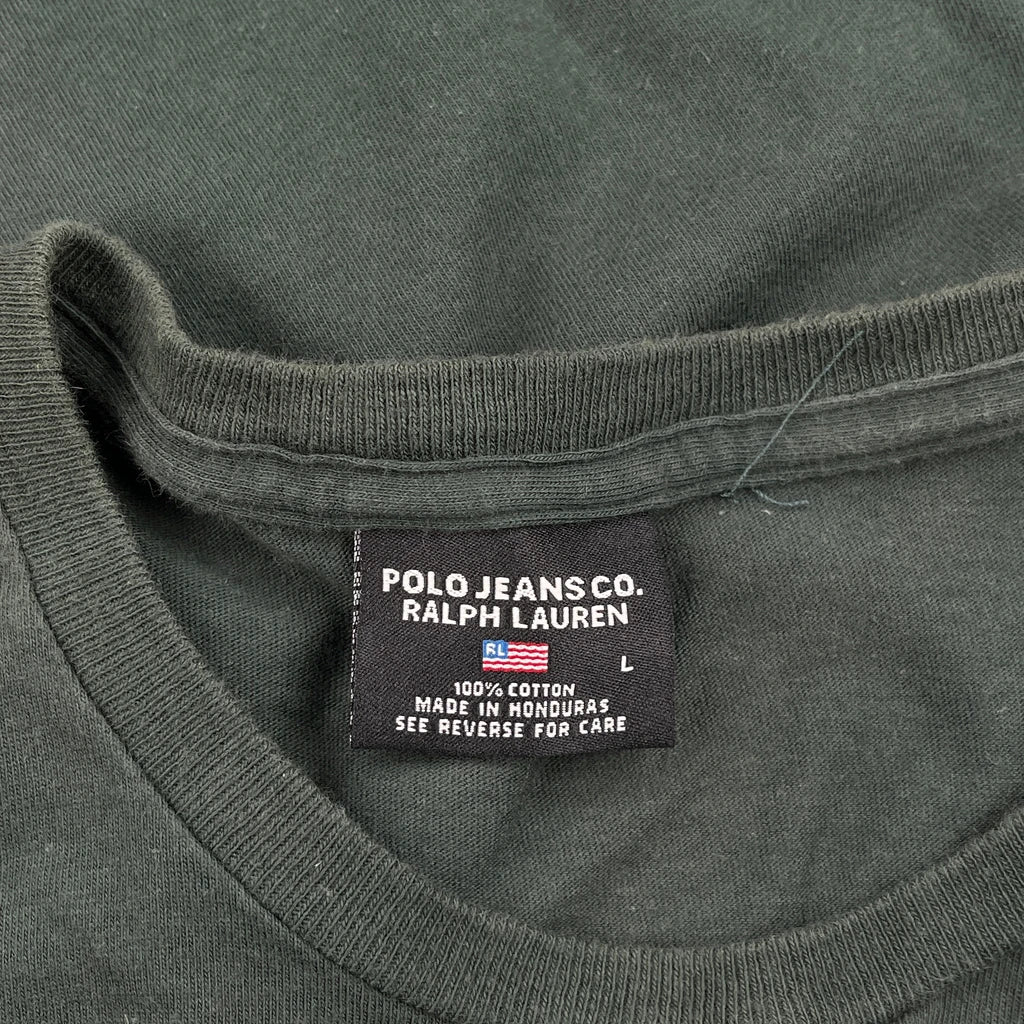 POLO JEANS CO.
RALPH LAUREN
RL
L
100% COTTON
MADE IN HONDURAS
SEE REVERSE FOR CARE